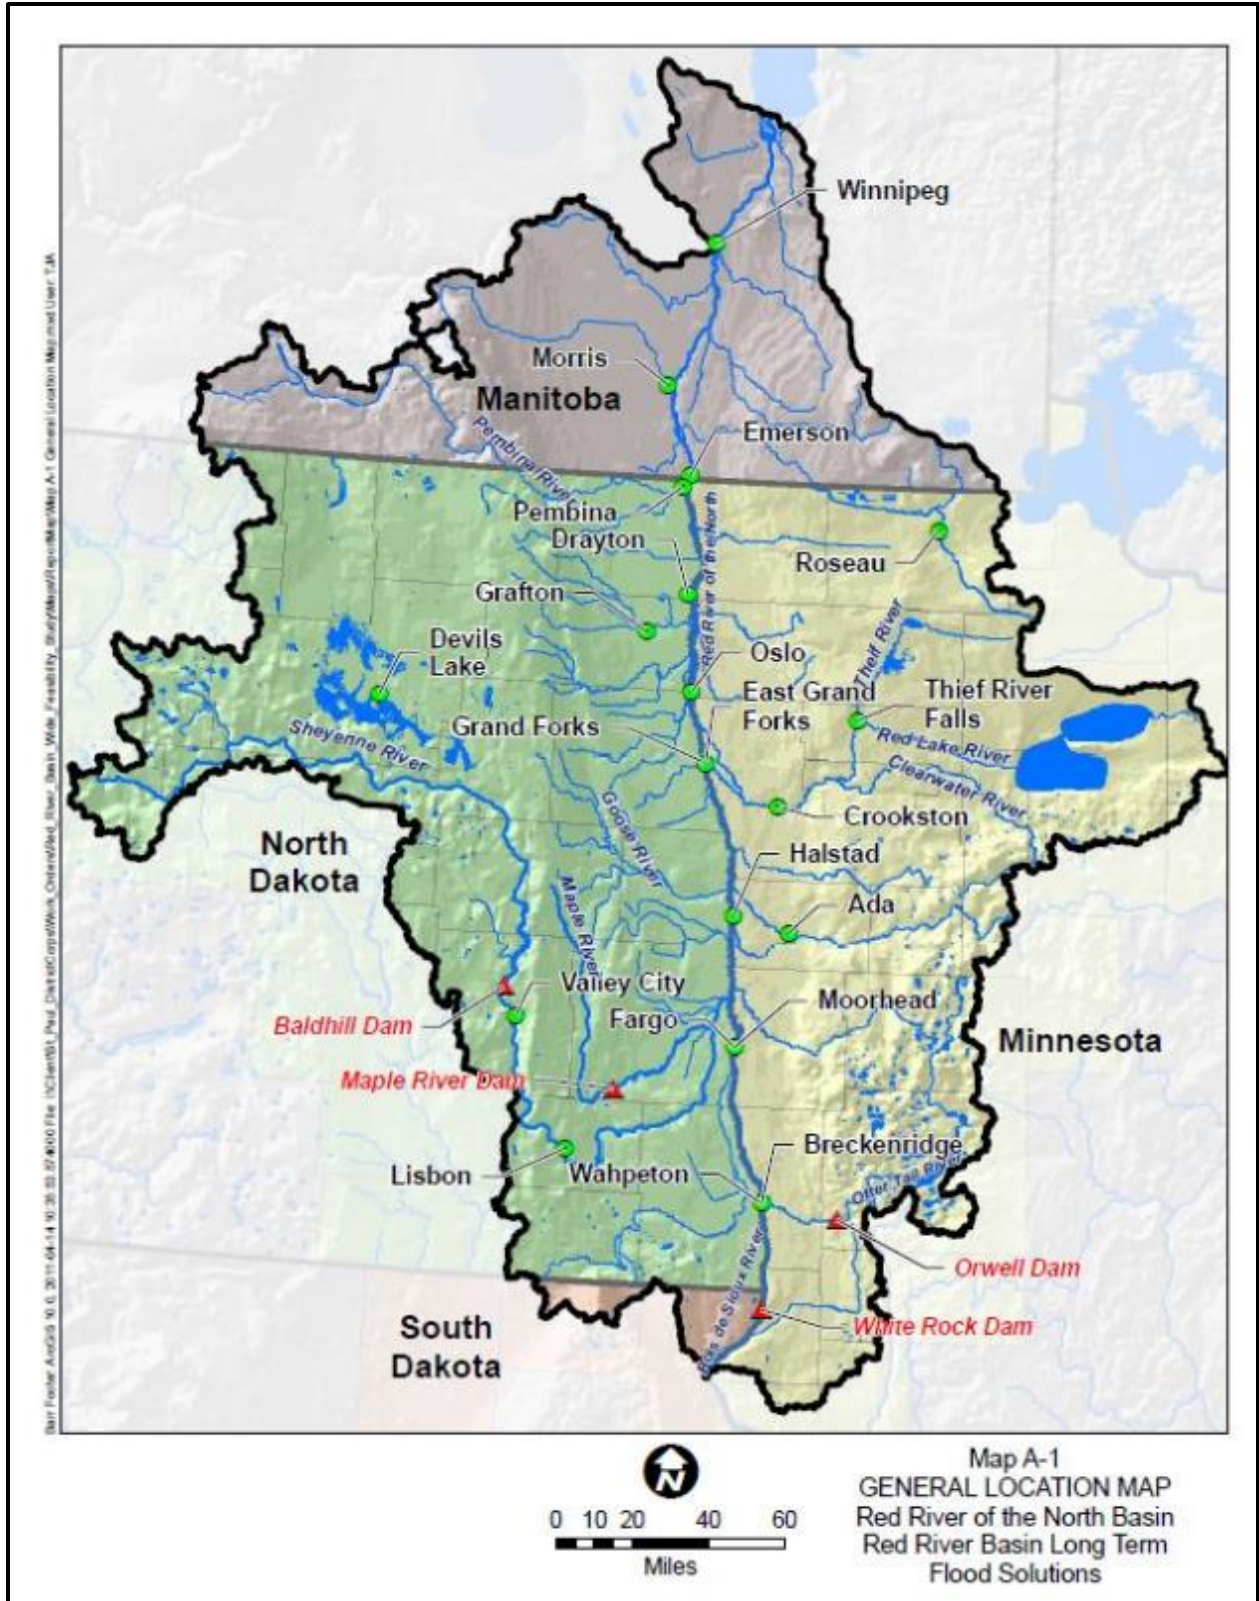 Winnipeg
Morris
Manitoba
Emerson
Pembina River
Pembina
Drayton
Red River of the North
Roseau
Grafton
Theif River
Devils
Lake
Oslo
East Grand
Forks
Thief River
Falls
Grand Forks
Sheyenne River
Red Lake River
Clearwater River
Goose River
Crookston
North
Dakota
Halstad
Maple River
Ada
Valley City
Baldhill Dam
Fargo
Moorhead
Minnesota
Maple River Dam
Breckenridge
Lisbon
Wahpeton
Otter Tail River
Bois de Sioux River
Orwell Dam
South
Dakota
White Rock Dam
N
0 10 20 40 60
Miles
Map A-1
GENERAL LOCATION MAP
Red River of the North Basin
Red River Basin Long Term
Flood Solutions